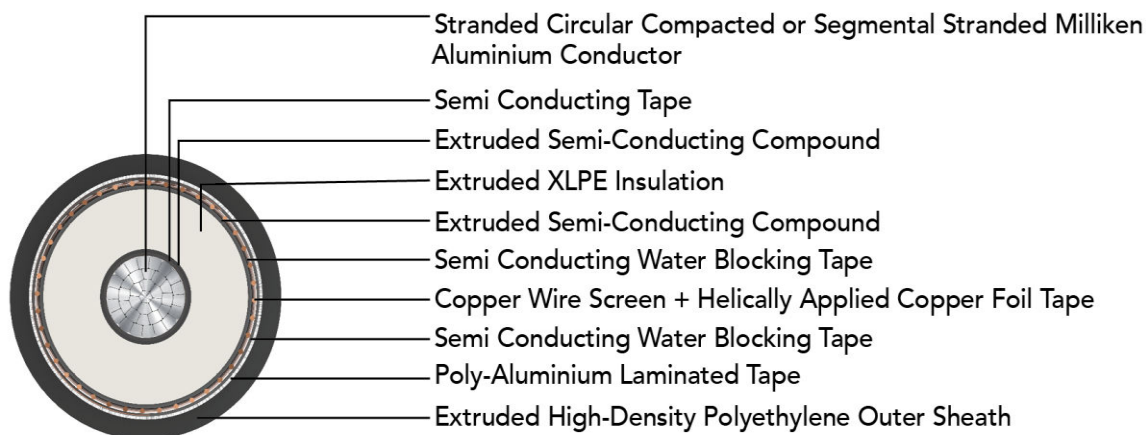 Stranded Circular Compacted or Segmental Stranded Milliken
Aluminium Conductor
Semi Conducting Tape
Extruded Semi-Conducting Compound
Extruded XLPE Insulation
Extruded Semi-Conducting Compound
Semi Conducting Water Blocking Tape
Copper Wire Screen + Helically Applied Copper Foil Tape
Semi Conducting Water Blocking Tape
Poly-Aluminium Laminated Tape
Extruded High-Density Polyethylene Outer Sheath